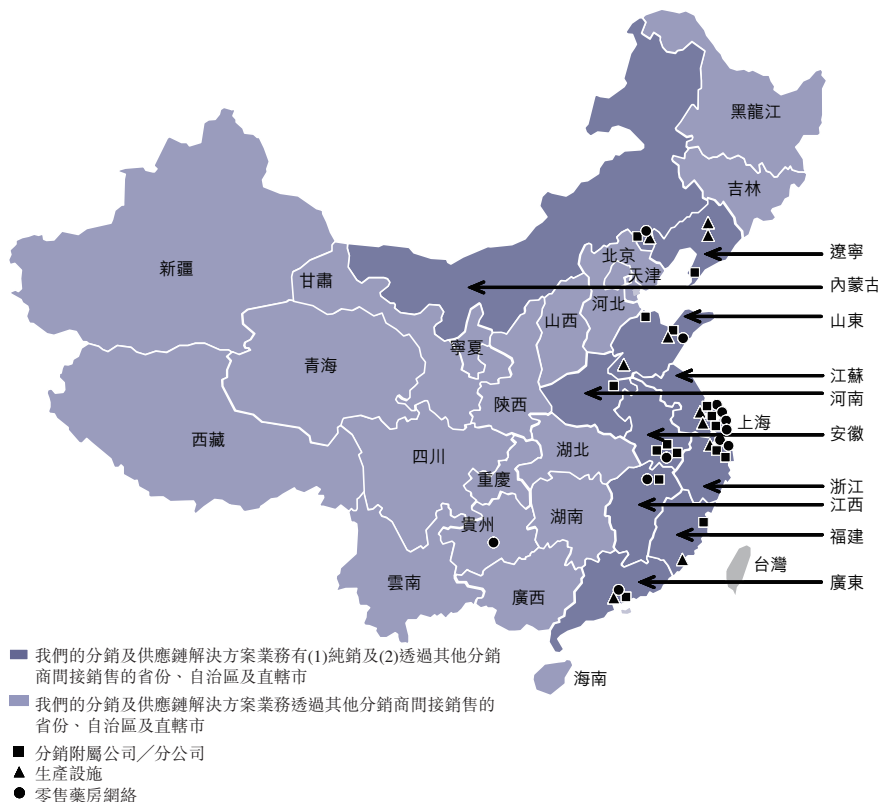 黑龍江
吉林
遼寧
新疆
北京
天津
內蒙古
甘肅
河北
山西
山東
寧夏
青海
江蘇
陝西
河南
上海
安徽
西藏
四川
湖北
重慶
浙江
江西
湖南
貴州
福建
台灣
雲南
廣西
廣東
海南
我們的分銷及供應鏈解決方案業務有(1)純銷及(2)透過其他分銷
商間接銷售的省份、自治區及直轄市
我們的分銷及供應鏈解決方案業務透過其他分銷商間接銷售的
省份、自治區及直轄市
分銷附屬公司／分公司
生產設施
零售藥房網絡